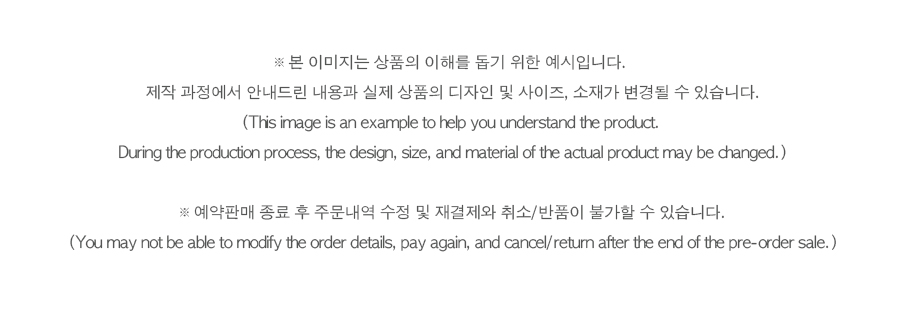 ※ 본 이미지는 상품의 이해를 돕기 위한 예시입니다.
제작 과정에서 안내드린 내용과 실제 상품의 디자인 및 사이즈, 소재가 변경될 수 있습니다.
(This image is an example to help you understand the product.
During the production process, the design, size, and material of the actual product may be changed.)
※ 예약판매 종료 후 주문내역 수정 및 재결제와 취소/반품이 불가할 수 있습니다.
(You may not be able to modify the order details, pay again, and cancel/return after the end of the pre-order sale.)